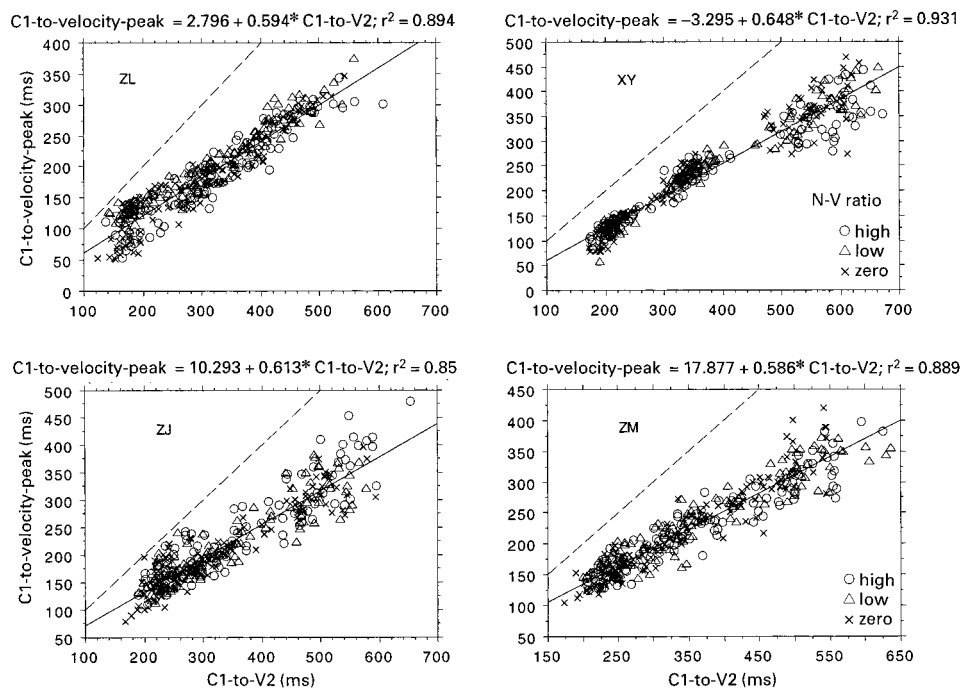 C1-to-velocity-peak = 2.796 + 0.594* C1-to-V2; r² = 0.894
400
350
300
250
200
150
100
50
0
C1-to-velocity-peak (ms)
ZL
100 200 300 400 500 600 700
C1-to-velocity-peak = –3.295 + 0.648* C1-to-V2; r² = 0.931
500
450
400
350
300
250
200
150
100
50
0
XY
N-V ratio
high
low
zero
100 200 300 400 500 600 700
C1-to-velocity-peak = 10.293 + 0.613* C1-to-V2; r² = 0.85
500
450
400
350
300
250
200
150
100
50
C1-to-velocity-peak (ms)
ZJ
100 200 300 400 500 600 700
C1-to-V2 (ms)
C1-to-velocity-peak = 17.877 + 0.586* C1-to-V2; r² = 0.889
450
400
350
300
250
200
150
100
50
ZM
high
low
zero
150 250 350 450 550 650
C1-to-V2 (ms)